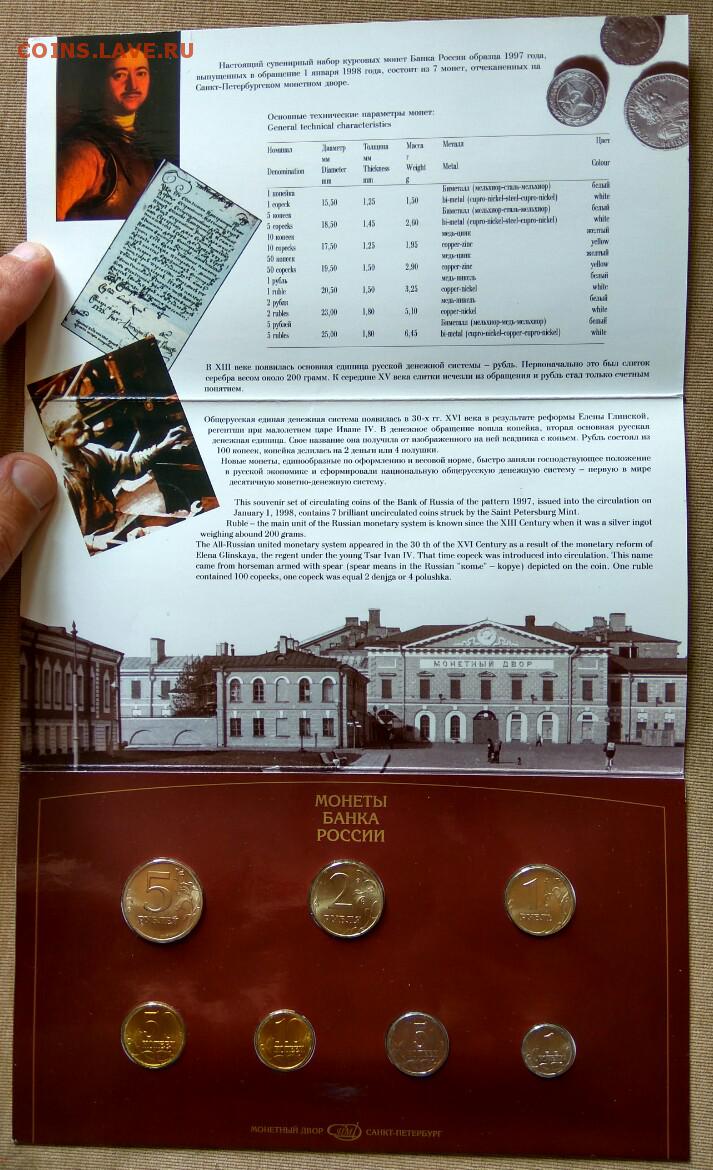 COINS.LAVE.RU
Настоящий сувенирный набор курсовых монет Банка России образца 1997 года,
выпущенных в обращение 1 января 1998 года, состоит из 7 монет, отчеканенных на
Санкт-Петербургском монетном дворе.
Основные технические параметры монет:
General technical characteristics
Номинал Диаметр Толщина Масса Металл Цвет
мм мм г
Denomination Diameter Thickness Weight Metal Colour
mm mm g
1 копейка Биметалл (мельхиор-сталь-мельхиор) белый
1 copeck 15,50 1,25 1,50 bi-metal (cupro-nickel-steel-cupro-nickel) white
5 копеек Биметалл (мельхиор-сталь-мельхиор) белый
5 copecks 18,50 1,45 2,60 bi-metal (cupro-nickel-steel-cupro-nickel) white
10 копеек медь-цинк желтый
10 copecks 17,50 1,25 1,95 copper-zinc yellow
50 копеек медь-цинк желтый
50 copecks 19,50 1,50 2,90 copper-zinc yellow
1 рубль медь-никель белый
1 ruble 20,50 1,50 3,25 copper-nickel white
2 рубля медь-никель белый
2 rubles 23,00 1,80 5,10 copper-nickel white
5 рублей Биметалл (мельхиор-медь-мельхиор) белый
5 rubles 25,00 1,80 6,45 bi-metal (cupro-nickel-copper-cupro-nickel) white
В XIII веке появилась основная единица русской денежной системы – рубль. Первоначально это был слиток
серебра весом около 200 грамм. К середине XV века слитки исчезли из обращения и рубль стал только счетным
понятием.
Общерусская единая денежная система появилась в 30-х гг. XVI века в результате реформы Елены Глинской,
регентши при малолетнем царе Иване IV. В денежное обращение вошла копейка, вторая основная русская
денежная единица. Свое название она получила от изображенного на ней всадника с копьем. Рубль состоял из
100 копеек, копейка делилась на 2 деньги или 4 полушки.
Новые монеты, единообразные по оформлению и весовой норме, быстро заняли господствующее положение
в русской экономике и сформировали национальную общерусскую денежную систему – первую в мире
десятичную монетно-денежную систему.
This souvenir set of circulating coins of the Bank of Russia of the pattern 1997, issued into the circulation on
January 1, 1998, contains 7 brilliant uncirculated coins struck by the Saint Petersburg Mint.
Ruble – the main unit of the Russian monetary system is known since the XIII Century when it was a silver ingot
weighing abound 200 grams.
The All-Russian united monetary system appeared in the 30 th of the XVI Century as a result of the monetary reform of
Elena Glinskaya, the regent under the young Tsar Ivan IV. That time copeck was introduced into circulation. This name
came from horseman armed with spear (spear means in the Russian "копье" – kopye) depicted on the coin. One ruble
contained 100 copecks, one copeck was equal 2 denjga or 4 polushka.
МОНЕТНЫЙ ДВОР
МОНЕТЫ
БАНКА
РОССИИ
5 РУБЛЕЙ
2 РУБЛЯ
1 РУБЛЬ
10 КОПЕЕК
5 КОПЕЕК
1
МОНЕТНЫЙ ДВОР САНКТ-ПЕТЕРБУРГ